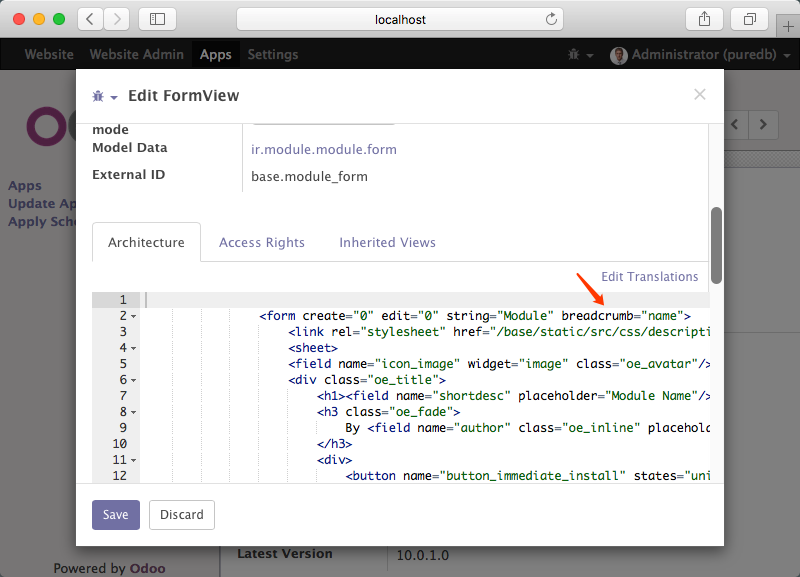 localhost
Website Website Admin Apps Settings Administrator (puredb)
Edit FormView
mode
Model Data ir.module.module.form
External ID base.module_form
Apps
Update Ap
Apply Sche
Architecture Access Rights Inherited Views
Edit Translations
1
2 <form create="0" edit="0" string="Module" breadcrumb="name">
3 <link rel="stylesheet" href="/base/static/src/css/descripti
4 <sheet>
5 <field name="icon_image" widget="image" class="oe_avatar"/>
6 <div class="oe_title">
7 <h1><field name="shortdesc" placeholder="Module Name"/>
8 <h3 class="oe_fade">
9 By <field name="author" class="oe_inline" placehold
10 </h3>
11 <div>
12 <button name="button_immediate_install" states="uni
Save Discard
Latest Version 10.0.1.0
Powered by Odoo